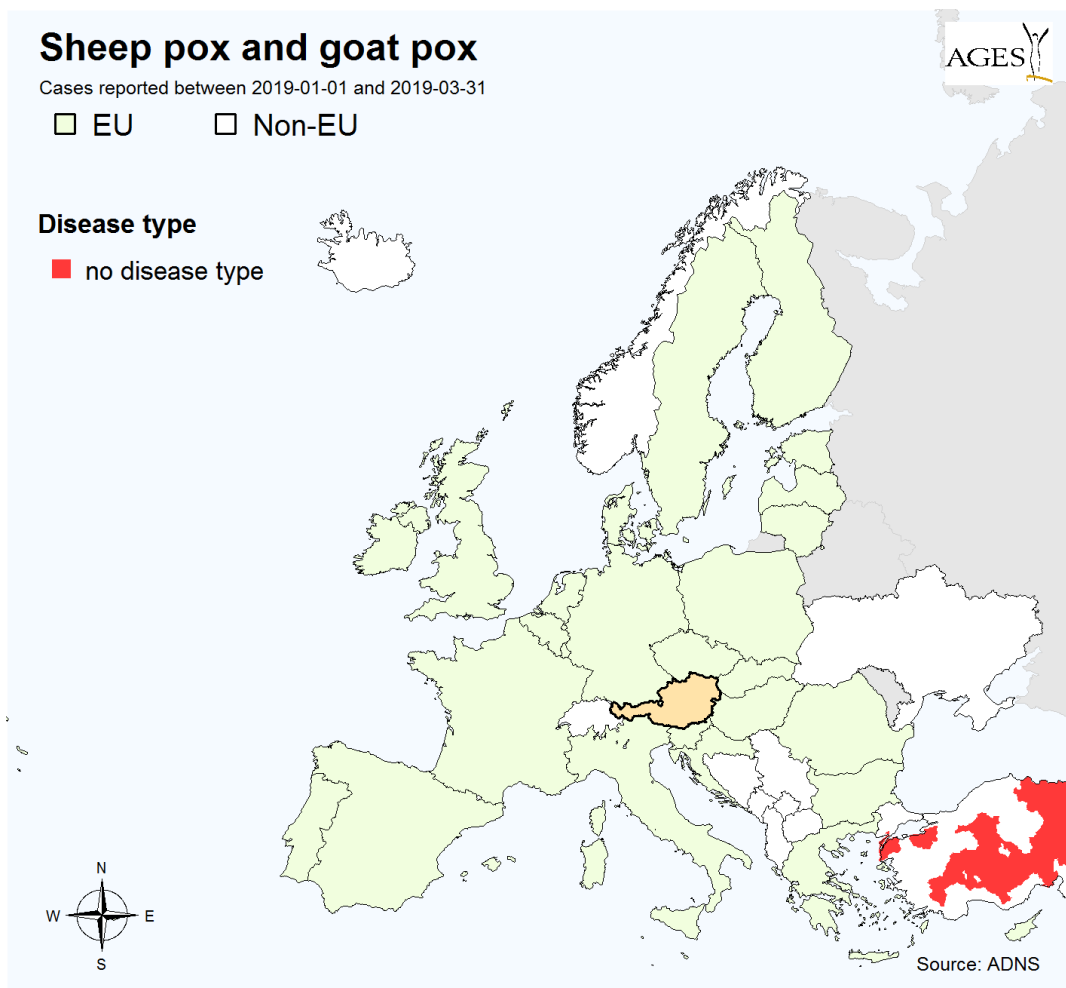 Sheep pox and goat pox
Cases reported between 2019-01-01 and 2019-03-31
EU Non-EU
AGES
Disease type
no disease type
N
W E
S
Source: ADNS